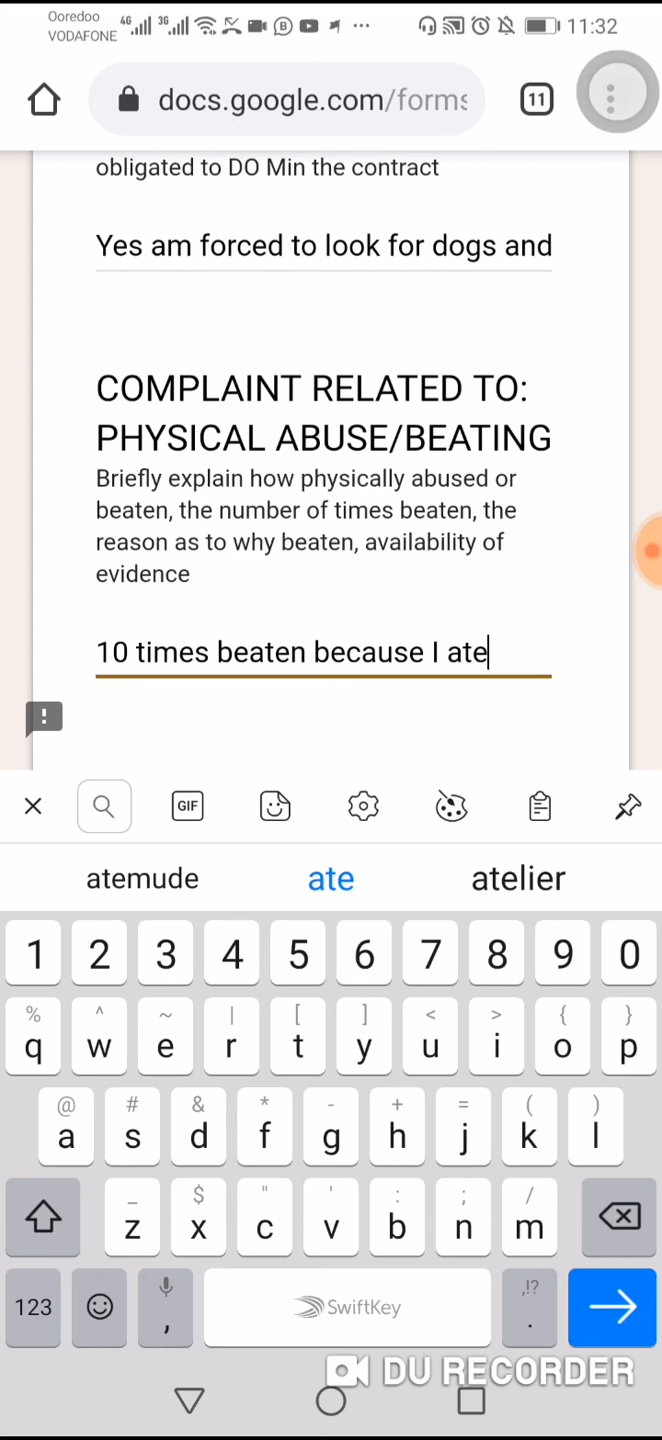 Ooredoo
VODAFONE
4G 3G B ... 11:32
docs.google.com/forms
11
obligated to DO Min the contract
Yes am forced to look for dogs and
COMPLAINT RELATED TO:
PHYSICAL ABUSE/BEATING
Briefly explain how physically abused or
beaten, the number of times beaten, the
reason as to why beaten, availability of
evidence
10 times beaten because I ate
!
GIF
atemude ate atelier
1 2 3 4 5 6 7 8 9 0
% ^ ~ | [ ] < > { }
q w e r t y u i o p
@ # & * - + = ( )
a s d f g h j k l
_ $ " ' : ; /
z x c v b n m
123 , SwiftKey ,!? .
DU RECORDER